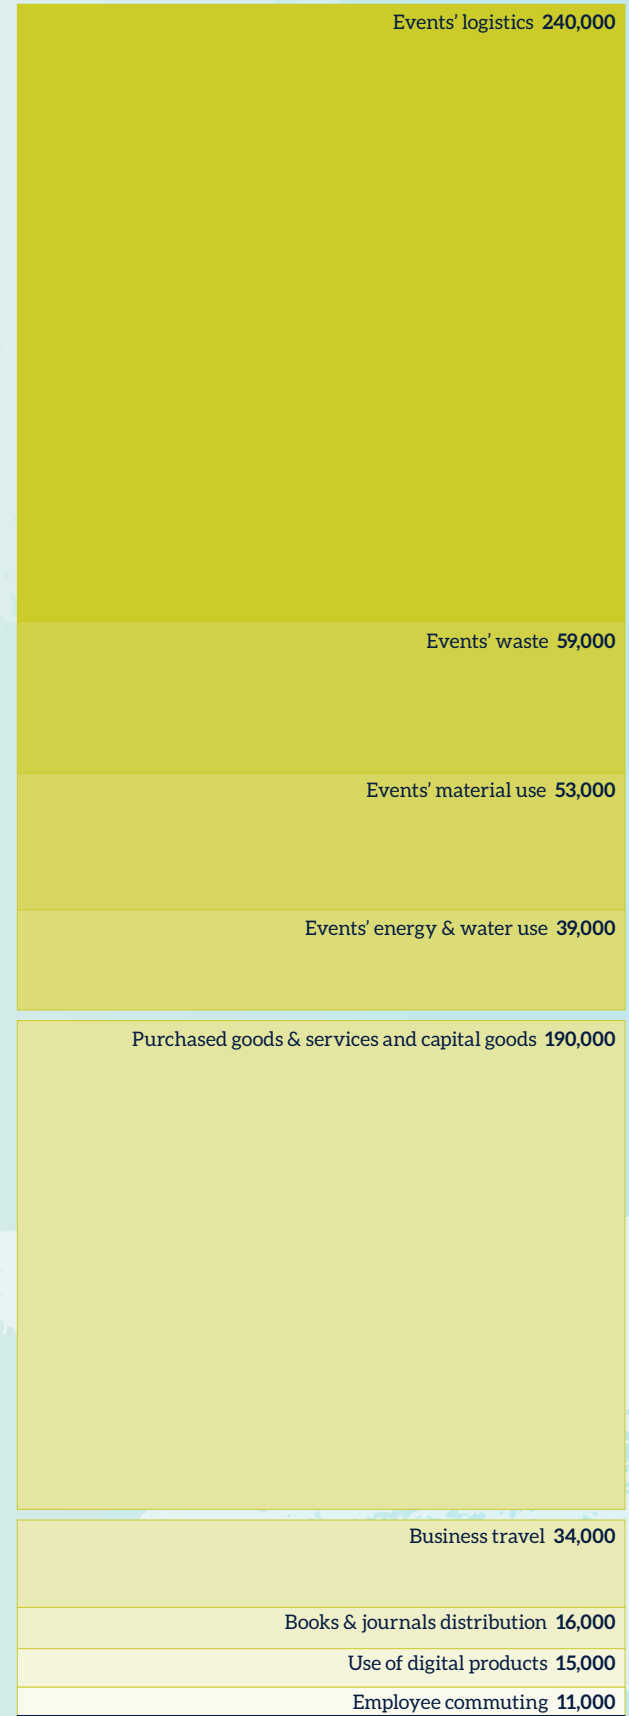 Events’ logistics 240,000
Events’ waste 59,000
Events’ material use 53,000
Events’ energy & water use 39,000
Purchased goods & services and capital goods 190,000
Business travel 34,000
Books & journals distribution 16,000
Use of digital products 15,000
Employee commuting 11,000